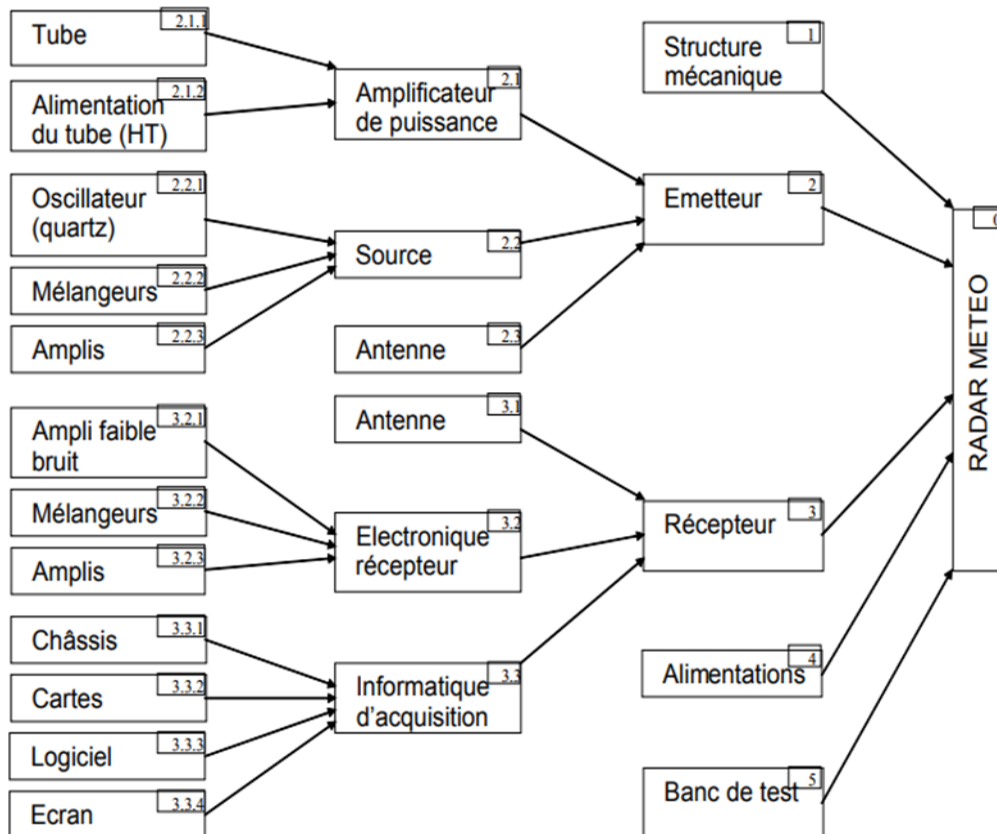 2.1.1
Tube
2.1.2
Alimentation
du tube (HT)
2.2.1
Oscillateur
(quartz)
2.2.2
Mélangeurs
2.2.3
Amplis
3.2.1
Ampli faible
bruit
3.2.2
Mélangeurs
3.2.3
Amplis
3.3.1
Châssis
3.3.2
Cartes
3.3.3
Logiciel
3.3.4
Ecran
2.1
Amplificateur
de puissance
2.2
Source
2.3
Antenne
3.1
Antenne
3.2
Electronique
récepteur
3.3
Informatique
d'acquisition
1
Structure
mécanique
2
Emetteur
3
Récepteur
4
Alimentations
5
Banc de test
0
RADAR METEO